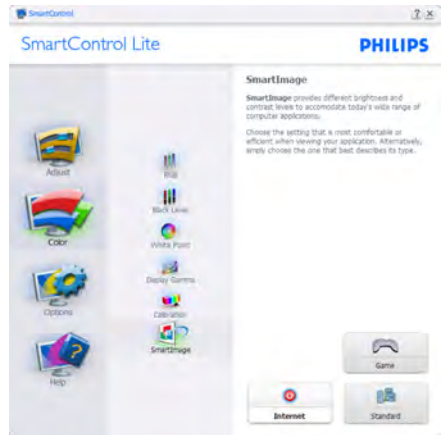 SmartControl
? ×
SmartControl Lite
PHILIPS
Adjust
Color
Options
Help
RGB
Black Level
White Point
Display Gamma
Calibration
SmartImage
SmartImage
SmartImage provides different brightness and
contrast levels to accomodate today's wide range of
computer applications.
Choose the setting that is most comfortable or
efficient when viewing your application. Alternatively,
simply choose the one that best describes its type.
Game
Internet
Standard